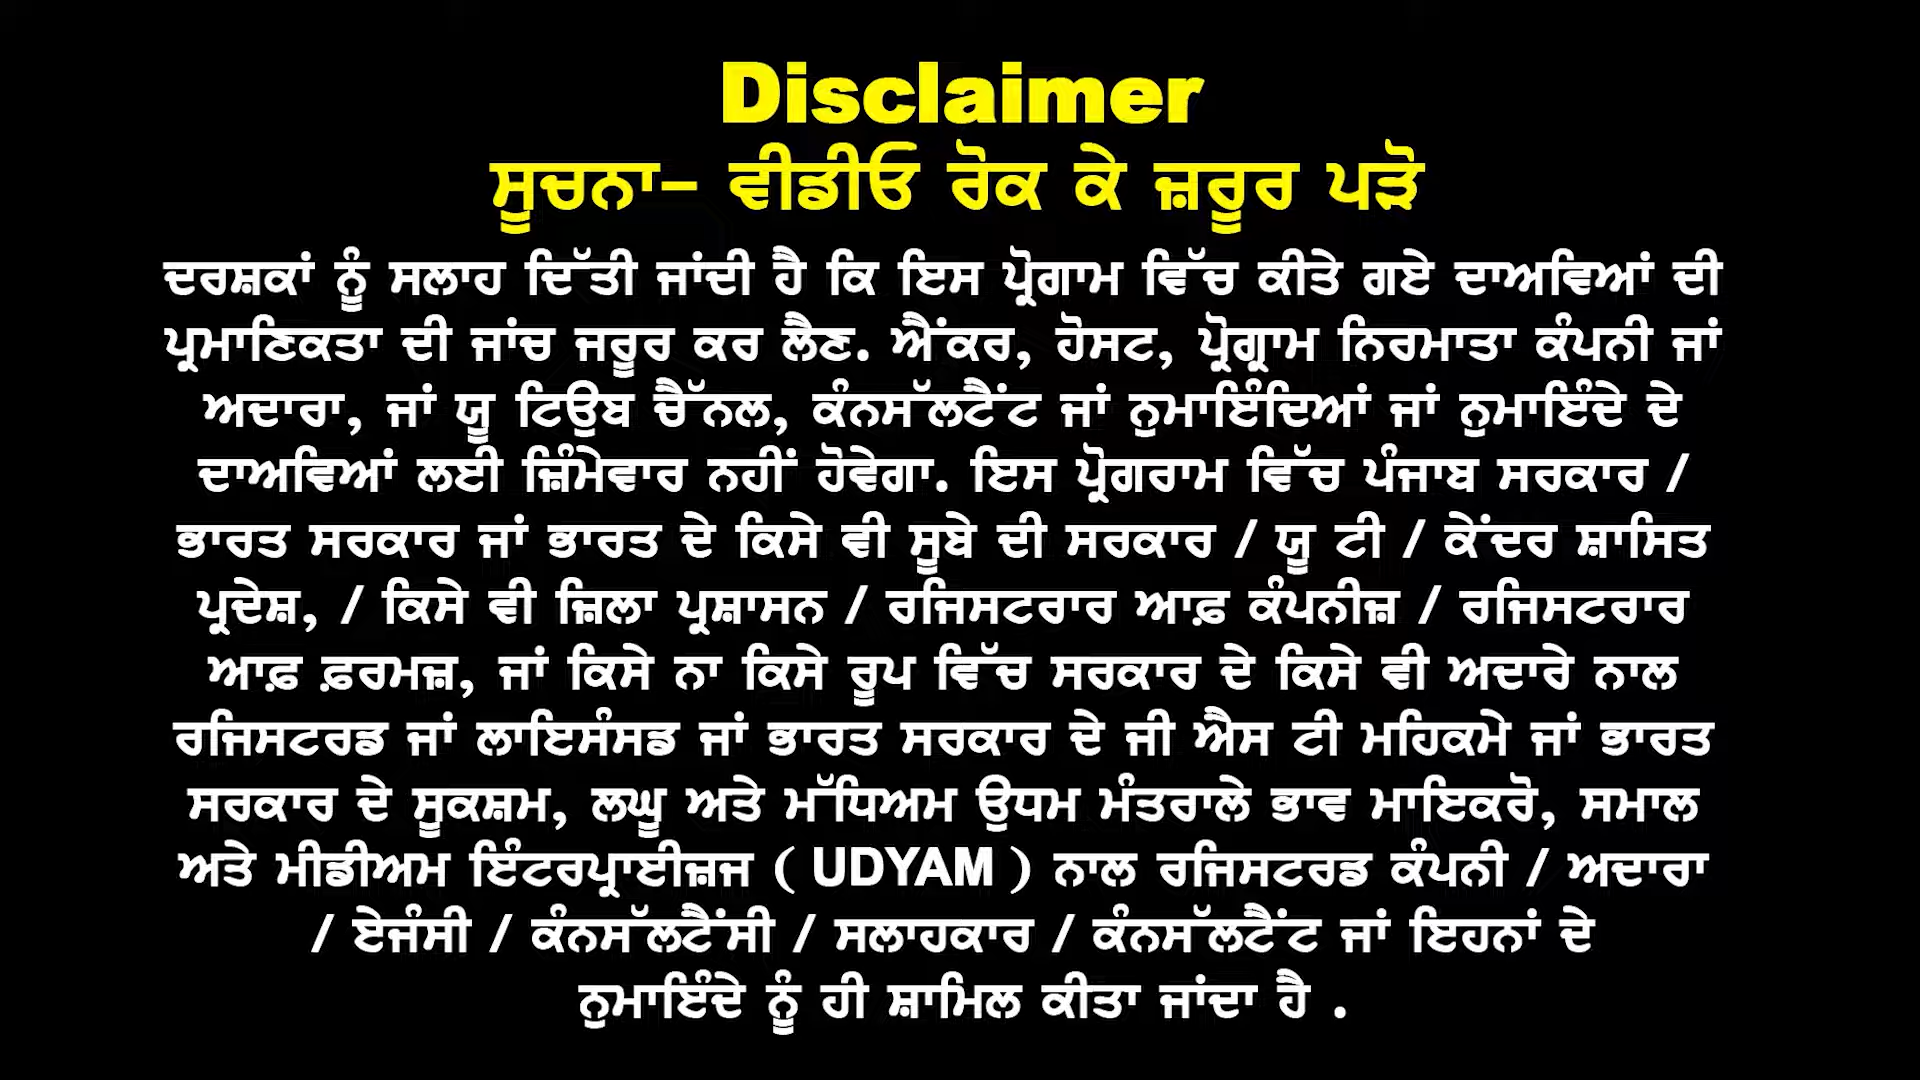 Disclaimer
ਸੂਚਨਾ- ਵੀਡੀਓ ਰੋਕ ਕੇ ਜ਼ਰੂਰ ਪੜੋ
ਦਰਸ਼ਕਾਂ ਨੂੰ ਸਲਾਹ ਦਿੱਤੀ ਜਾਂਦੀ ਹੈ ਕਿ ਇਸ ਪ੍ਰੋਗਾਮ ਵਿੱਚ ਕੀਤੇ ਗਏ ਦਾਅਵਿਆਂ ਦੀ
ਪ੍ਰਮਾਣਿਕਤਾ ਦੀ ਜਾਂਚ ਜਰੂਰ ਕਰ ਲੈਣ. ਐਂਕਰ, ਹੋਸਟ, ਪ੍ਰੋਗ੍ਰਾਮ ਨਿਰਮਾਤਾ ਕੰਪਨੀ ਜਾਂ
ਅਦਾਰਾ, ਜਾਂ ਯੂ ਟਿਊਬ ਚੈੱਨਲ, ਕੰਨਸੱਲਟੈਂਟ ਜਾਂ ਨੁਮਾਇੰਦਿਆਂ ਜਾਂ ਨੁਮਾਇੰਦੇ ਦੇ
ਦਾਅਵਿਆਂ ਲਈ ਜ਼ਿੰਮੇਵਾਰ ਨਹੀਂ ਹੋਵੇਗਾ. ਇਸ ਪ੍ਰੋਗਰਾਮ ਵਿੱਚ ਪੰਜਾਬ ਸਰਕਾਰ /
ਭਾਰਤ ਸਰਕਾਰ ਜਾਂ ਭਾਰਤ ਦੇ ਕਿਸੇ ਵੀ ਸੂਬੇ ਦੀ ਸਰਕਾਰ / ਯੂ ਟੀ / ਕੇਂਦਰ ਸ਼ਾਸਿਤ
ਪ੍ਰਦੇਸ਼, / ਕਿਸੇ ਵੀ ਜ਼ਿਲਾ ਪ੍ਰਸ਼ਾਸਨ / ਰਜਿਸਟਰਾਰ ਆਫ਼ ਕੰਪਨੀਜ਼ / ਰਜਿਸਟਰਾਰ
ਆਫ਼ ਫ਼ਰਮਜ਼, ਜਾਂ ਕਿਸੇ ਨਾ ਕਿਸੇ ਰੂਪ ਵਿੱਚ ਸਰਕਾਰ ਦੇ ਕਿਸੇ ਵੀ ਅਦਾਰੇ ਨਾਲ
ਰਜਿਸਟਰਡ ਜਾਂ ਲਾਇਸੰਸਡ ਜਾਂ ਭਾਰਤ ਸਰਕਾਰ ਦੇ ਜੀ ਐਸ ਟੀ ਮਹਿਕਮੇ ਜਾਂ ਭਾਰਤ
ਸਰਕਾਰ ਦੇ ਸੂਕਸ਼ਮ, ਲਘੂ ਅਤੇ ਮੱਧਿਅਮ ਉਧਮ ਮੰਤਰਾਲੇ ਭਾਵ ਮਾਇਕਰੋ, ਸਮਾਲ
ਅਤੇ ਮੀਡੀਅਮ ਇੰਟਰਪ੍ਰਾਈਜ਼ਜ ( UDYAM ) ਨਾਲ ਰਜਿਸਟਰਡ ਕੰਪਨੀ / ਅਦਾਰਾ
/ ਏਜੰਸੀ / ਕੰਨਸੱਲਟੈਂਸੀ / ਸਲਾਹਕਾਰ / ਕੰਨਸੱਲਟੈਂਟ ਜਾਂ ਇਹਨਾਂ ਦੇ
ਨੁਮਾਇੰਦੇ ਨੂੰ ਹੀ ਸ਼ਾਮਿਲ ਕੀਤਾ ਜਾਂਦਾ ਹੈ .